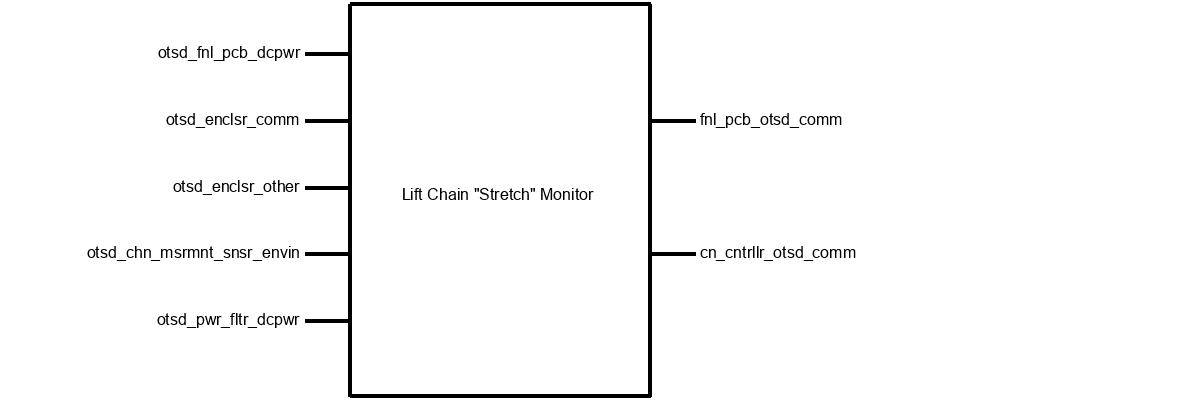 otsd_fnl_pcb_dcpwr
otsd_enclsr_comm
fnl_pcb_otsd_comm
otsd_enclsr_other
Lift Chain "Stretch" Monitor
otsd_chn_msrmnt_snsr_envin
cn_cntrllr_otsd_comm
otsd_pwr_fltr_dcpwr